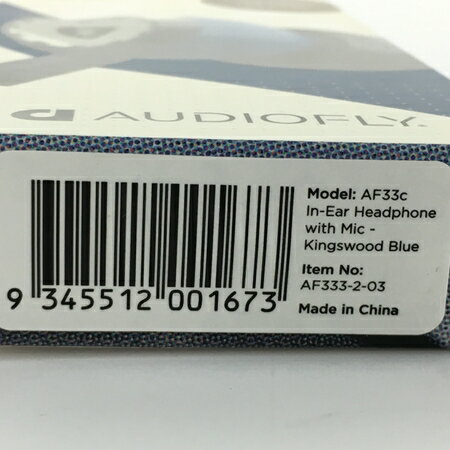 AUDIOFLY
Model: AF33c
In-Ear Headphone
with Mic -
Kingswood Blue
Item No:
AF333-2-03
Made in China
9 345512 001673